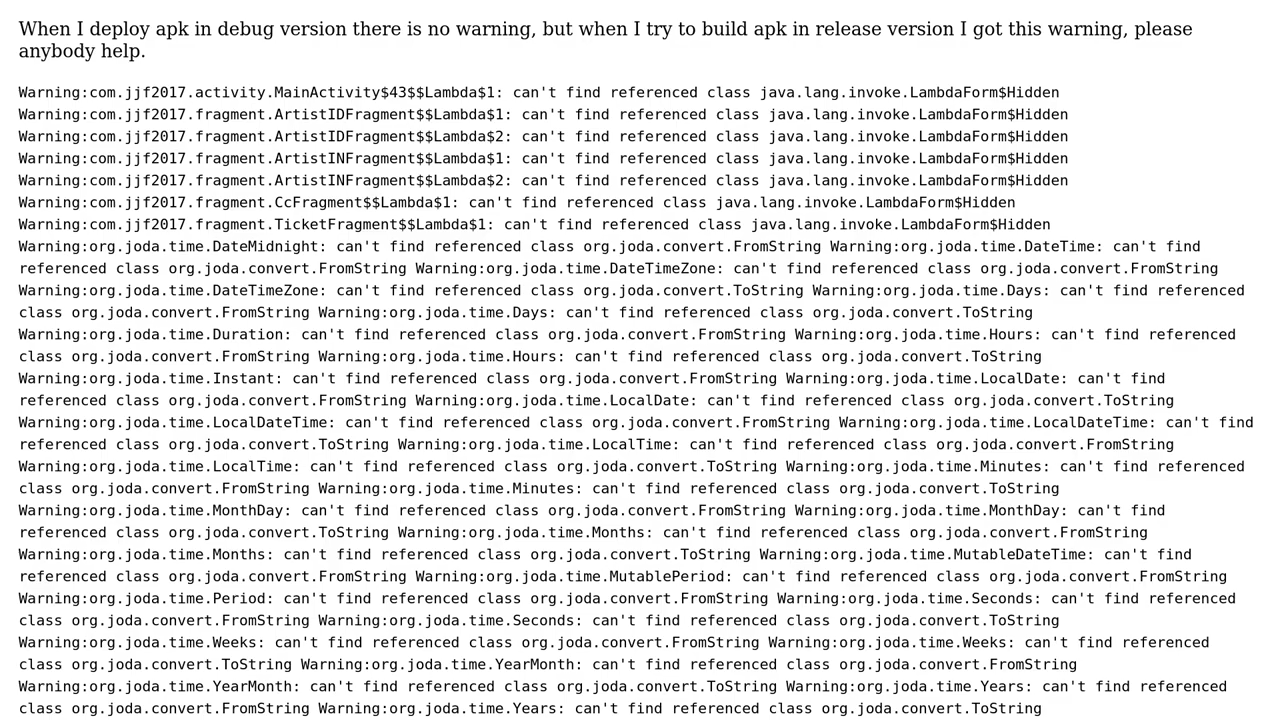 When I deploy apk in debug version there is no warning, but when I try to build apk in release version I got this warning, please
anybody help.
Warning:com.jjf2017.activity.MainActivity$43$$Lambda$1: can't find referenced class java.lang.invoke.LambdaForm$Hidden
Warning:com.jjf2017.fragment.ArtistIDFragment$$Lambda$1: can't find referenced class java.lang.invoke.LambdaForm$Hidden
Warning:com.jjf2017.fragment.ArtistIDFragment$$Lambda$2: can't find referenced class java.lang.invoke.LambdaForm$Hidden
Warning:com.jjf2017.fragment.ArtistINFragment$$Lambda$1: can't find referenced class java.lang.invoke.LambdaForm$Hidden
Warning:com.jjf2017.fragment.ArtistINFragment$$Lambda$2: can't find referenced class java.lang.invoke.LambdaForm$Hidden
Warning:com.jjf2017.fragment.CcFragment$$Lambda$1: can't find referenced class java.lang.invoke.LambdaForm$Hidden
Warning:com.jjf2017.fragment.TicketFragment$$Lambda$1: can't find referenced class java.lang.invoke.LambdaForm$Hidden
Warning:org.joda.time.DateMidnight: can't find referenced class org.joda.convert.FromString Warning:org.joda.time.DateTime: can't find
referenced class org.joda.convert.FromString Warning:org.joda.time.DateTimeZone: can't find referenced class org.joda.convert.FromString
Warning:org.joda.time.DateTimeZone: can't find referenced class org.joda.convert.ToString Warning:org.joda.time.Days: can't find referenced
class org.joda.convert.FromString Warning:org.joda.time.Days: can't find referenced class org.joda.convert.ToString
Warning:org.joda.time.Duration: can't find referenced class org.joda.convert.FromString Warning:org.joda.time.Hours: can't find referenced
class org.joda.convert.FromString Warning:org.joda.time.Hours: can't find referenced class org.joda.convert.ToString
Warning:org.joda.time.Instant: can't find referenced class org.joda.convert.FromString Warning:org.joda.time.LocalDate: can't find
referenced class org.joda.convert.FromString Warning:org.joda.time.LocalDate: can't find referenced class org.joda.convert.ToString
Warning:org.joda.time.LocalDateTime: can't find referenced class org.joda.convert.FromString Warning:org.joda.time.LocalDateTime: can't find
referenced class org.joda.convert.ToString Warning:org.joda.time.LocalTime: can't find referenced class org.joda.convert.FromString
Warning:org.joda.time.LocalTime: can't find referenced class org.joda.convert.ToString Warning:org.joda.time.Minutes: can't find referenced
class org.joda.convert.FromString Warning:org.joda.time.Minutes: can't find referenced class org.joda.convert.ToString
Warning:org.joda.time.MonthDay: can't find referenced class org.joda.convert.FromString Warning:org.joda.time.MonthDay: can't find
referenced class org.joda.convert.ToString Warning:org.joda.time.Months: can't find referenced class org.joda.convert.FromString
Warning:org.joda.time.Months: can't find referenced class org.joda.convert.ToString Warning:org.joda.time.MutableDateTime: can't find
referenced class org.joda.convert.FromString Warning:org.joda.time.MutablePeriod: can't find referenced class org.joda.convert.FromString
Warning:org.joda.time.Period: can't find referenced class org.joda.convert.FromString Warning:org.joda.time.Seconds: can't find referenced
class org.joda.convert.FromString Warning:org.joda.time.Seconds: can't find referenced class org.joda.convert.ToString
Warning:org.joda.time.Weeks: can't find referenced class org.joda.convert.FromString Warning:org.joda.time.Weeks: can't find referenced
class org.joda.convert.ToString Warning:org.joda.time.YearMonth: can't find referenced class org.joda.convert.FromString
Warning:org.joda.time.YearMonth: can't find referenced class org.joda.convert.ToString Warning:org.joda.time.Years: can't find referenced
class org.joda.convert.FromString Warning:org.joda.time.Years: can't find referenced class org.joda.convert.ToString